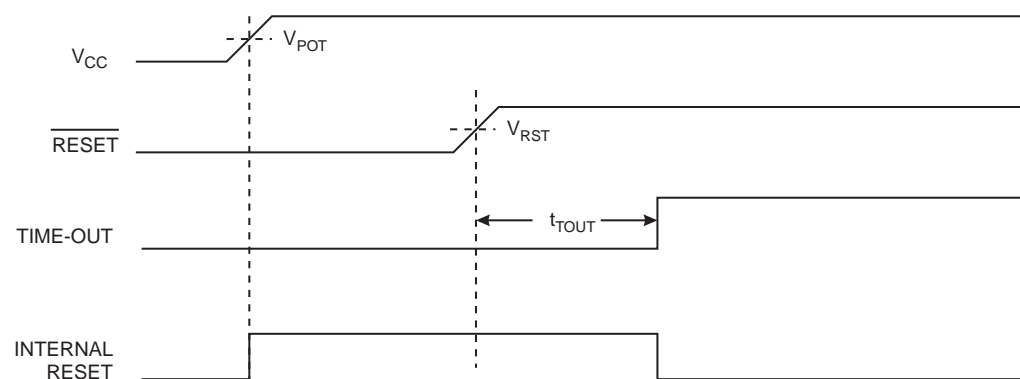 V_CC
V_POT
RESET
V_RST
TIME-OUT
t_TOUT
INTERNAL
RESET